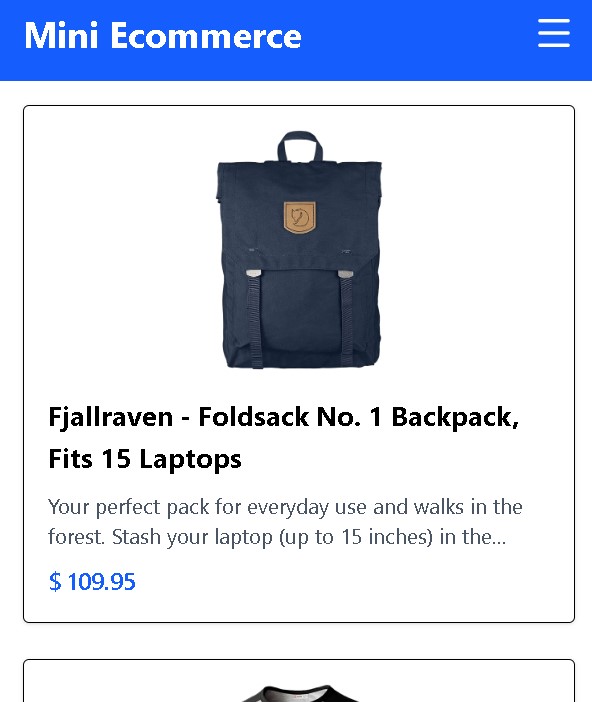 Mini Ecommerce
Fjallraven - Foldsack No. 1 Backpack,
Fits 15 Laptops
Your perfect pack for everyday use and walks in the
forest. Stash your laptop (up to 15 inches) in the...
$ 109.95